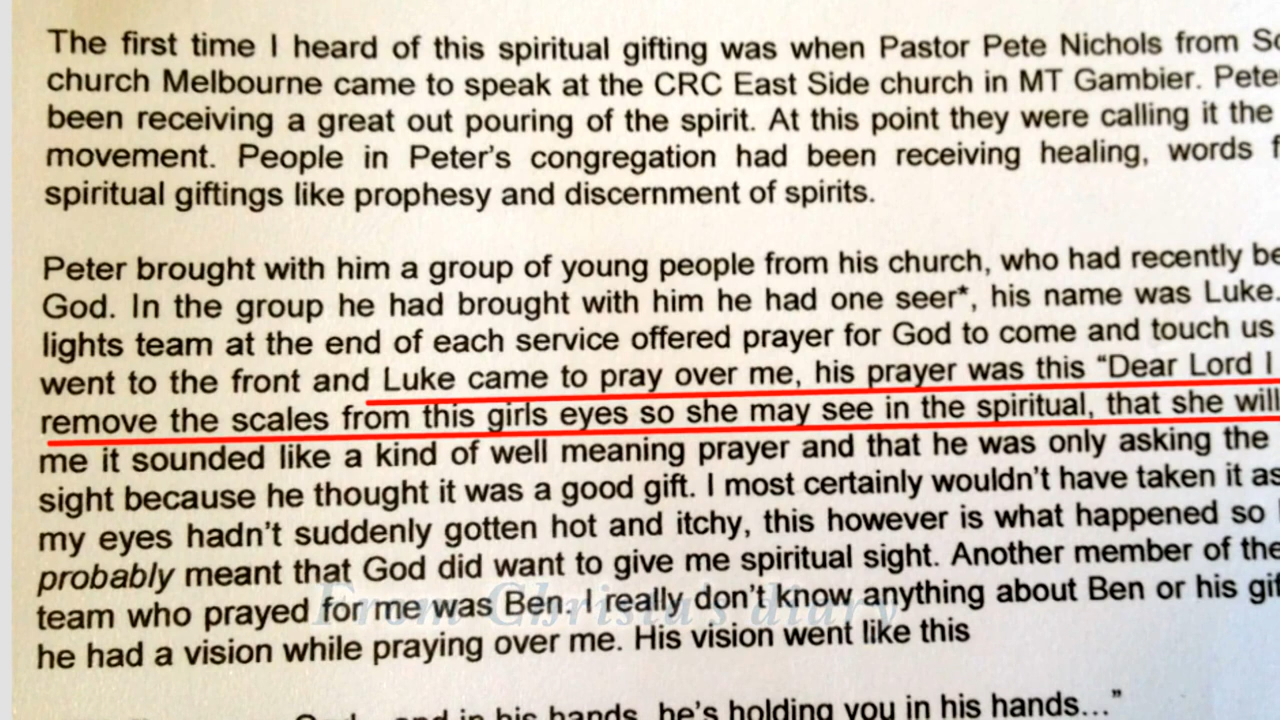 The first time I heard of this spiritual gifting was when Pastor Pete Nichols from
church Melbourne came to speak at the CRC East Side church in MT Gambier. Pete
been receiving a great out pouring of the spirit. At this point they were calling it the
movement. People in Peter's congregation had been receiving healing, words
spiritual giftings like prophesy and discernment of spirits.
Peter brought with him a group of young people from his church, who had recently be
God. In the group he had brought with him he had one seer*, his name was Luke.
lights team at the end of each service offered prayer for God to come and touch us
went to the front and Luke came to pray over me, his prayer was this “Dear Lord I
remove the scales from this girls eyes so she may see in the spiritual, that she will
me it sounded like a kind of well meaning prayer and that he was only asking the
sight because he thought it was a good gift. I most certainly wouldn't have taken it as
my eyes hadn't suddenly gotten hot and itchy, this however is what happened so
probably meant that God did want to give me spiritual sight. Another member of the
team who prayed for me was Ben. I really don't know anything about Ben or his
he had a vision while praying over me. His vision went like this
From Christa's diary
God and in his hands, he's holding you in his hands...”